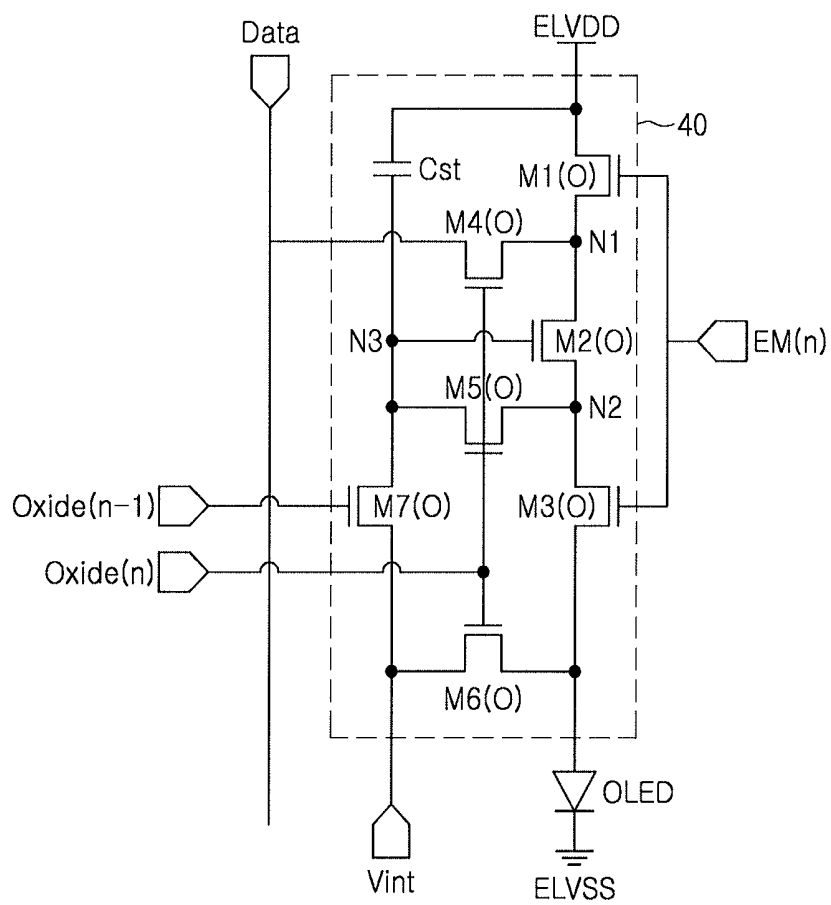 Data
ELVDD
40
Cst
M1(O)
M4(O)
N1
N3
M2(O)
EM(n)
M5(O)
N2
Oxide(n-1)
M7(O)
M3(O)
Oxide(n)
M6(O)
OLED
Vint
ELVSS